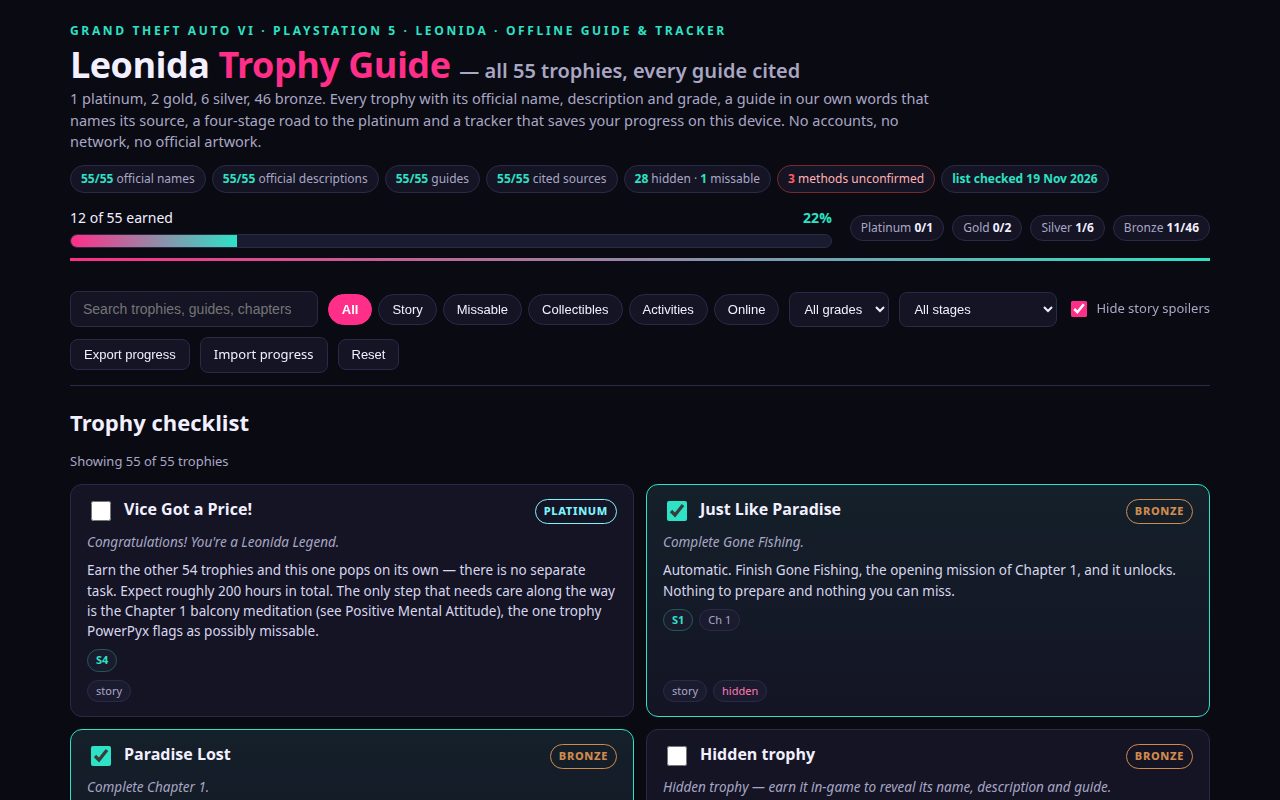 GRAND THEFT AUTO VI · PLAYSTATION 5 · LEONIDA · OFFLINE GUIDE & TRACKER
Leonida Trophy Guide — all 55 trophies, every guide cited
1 platinum, 2 gold, 6 silver, 46 bronze. Every trophy with its official name, description and grade, a guide in our own words that
names its source, a four-stage road to the platinum and a tracker that saves your progress on this device. No accounts, no
network, no official artwork.
55/55 official names
55/55 official descriptions
55/55 guides
55/55 cited sources
28 hidden · 1 missable
3 methods unconfirmed
list checked 19 Nov 2026
12 of 55 earned
22%
Platinum 0/1
Gold 0/2
Silver 1/6
Bronze 11/46
Search trophies, guides, chapters
All
Story
Missable
Collectibles
Activities
Online
All grades
All stages
Hide story spoilers
Export progress
Import progress
Reset
Trophy checklist
Showing 55 of 55 trophies
Vice Got a Price!
PLATINUM
Congratulations! You're a Leonida Legend.
Earn the other 54 trophies and this one pops on its own — there is no separate
task. Expect roughly 200 hours in total. The only step that needs care along the way
is the Chapter 1 balcony meditation (see Positive Mental Attitude), the one trophy
PowerPyx flags as possibly missable.
S4
story
Just Like Paradise
BRONZE
Complete Gone Fishing.
Automatic. Finish Gone Fishing, the opening mission of Chapter 1, and it unlocks.
Nothing to prepare and nothing you can miss.
S1
Ch 1
story
hidden
Paradise Lost
BRONZE
Complete Chapter 1.
Hidden trophy
BRONZE
Hidden trophy — earn it in-game to reveal its name, description and guide.